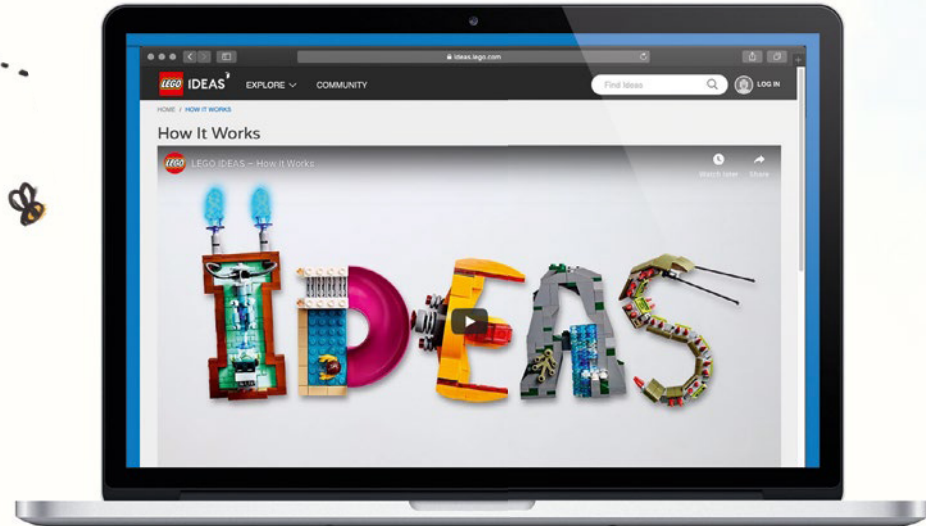 ideas.lego.com
LEGO IDEAS EXPLORE COMMUNITY Find Ideas LOG IN
HOME / HOW IT WORKS
How It Works
LEGO LEGO IDEAS – How It Works Watch later Share
IDEAS